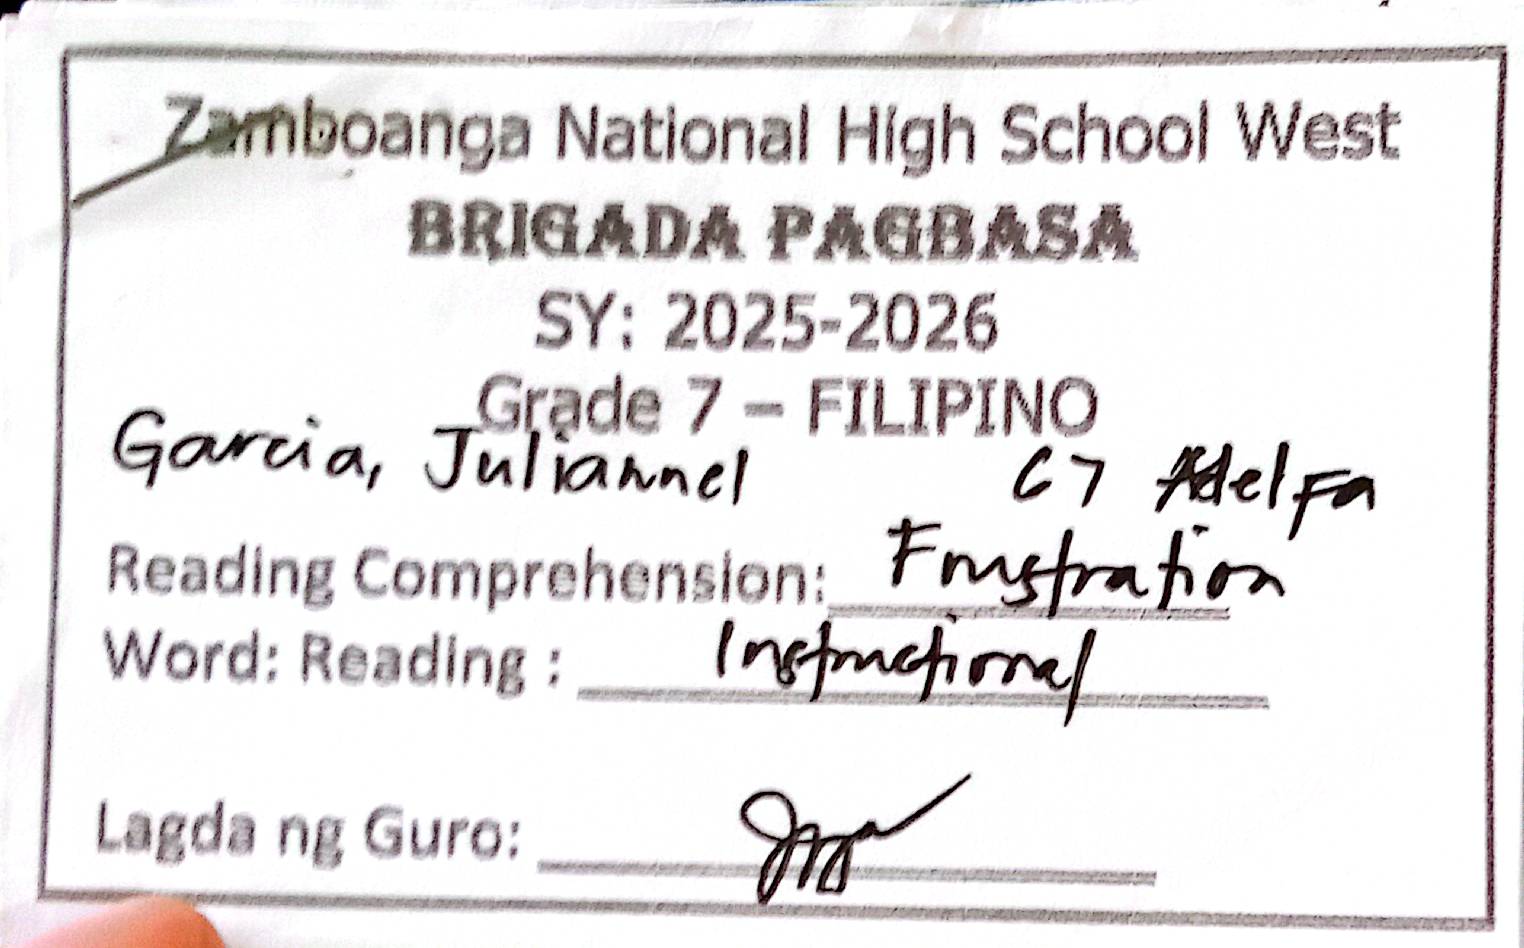 Zamboanga National High School West
BRIGADA PAGBASA
SY: 2025-2026
Grade 7 – FILIPINO
Garcia, Juliannel G7 Adelfa
Reading Comprehension: Frustration
Word: Reading : Instructional
Lagda ng Guro: